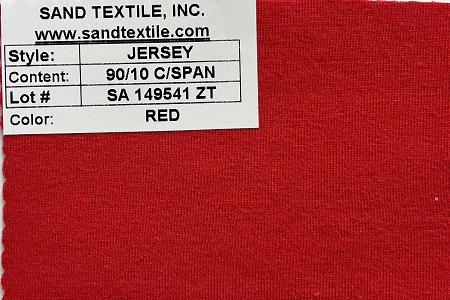 SAND TEXTILE, INC.
www.sandtextile.com
Style: JERSEY
Content: 90/10 C/SPAN
Lot # SA 149541 ZT
Color: RED